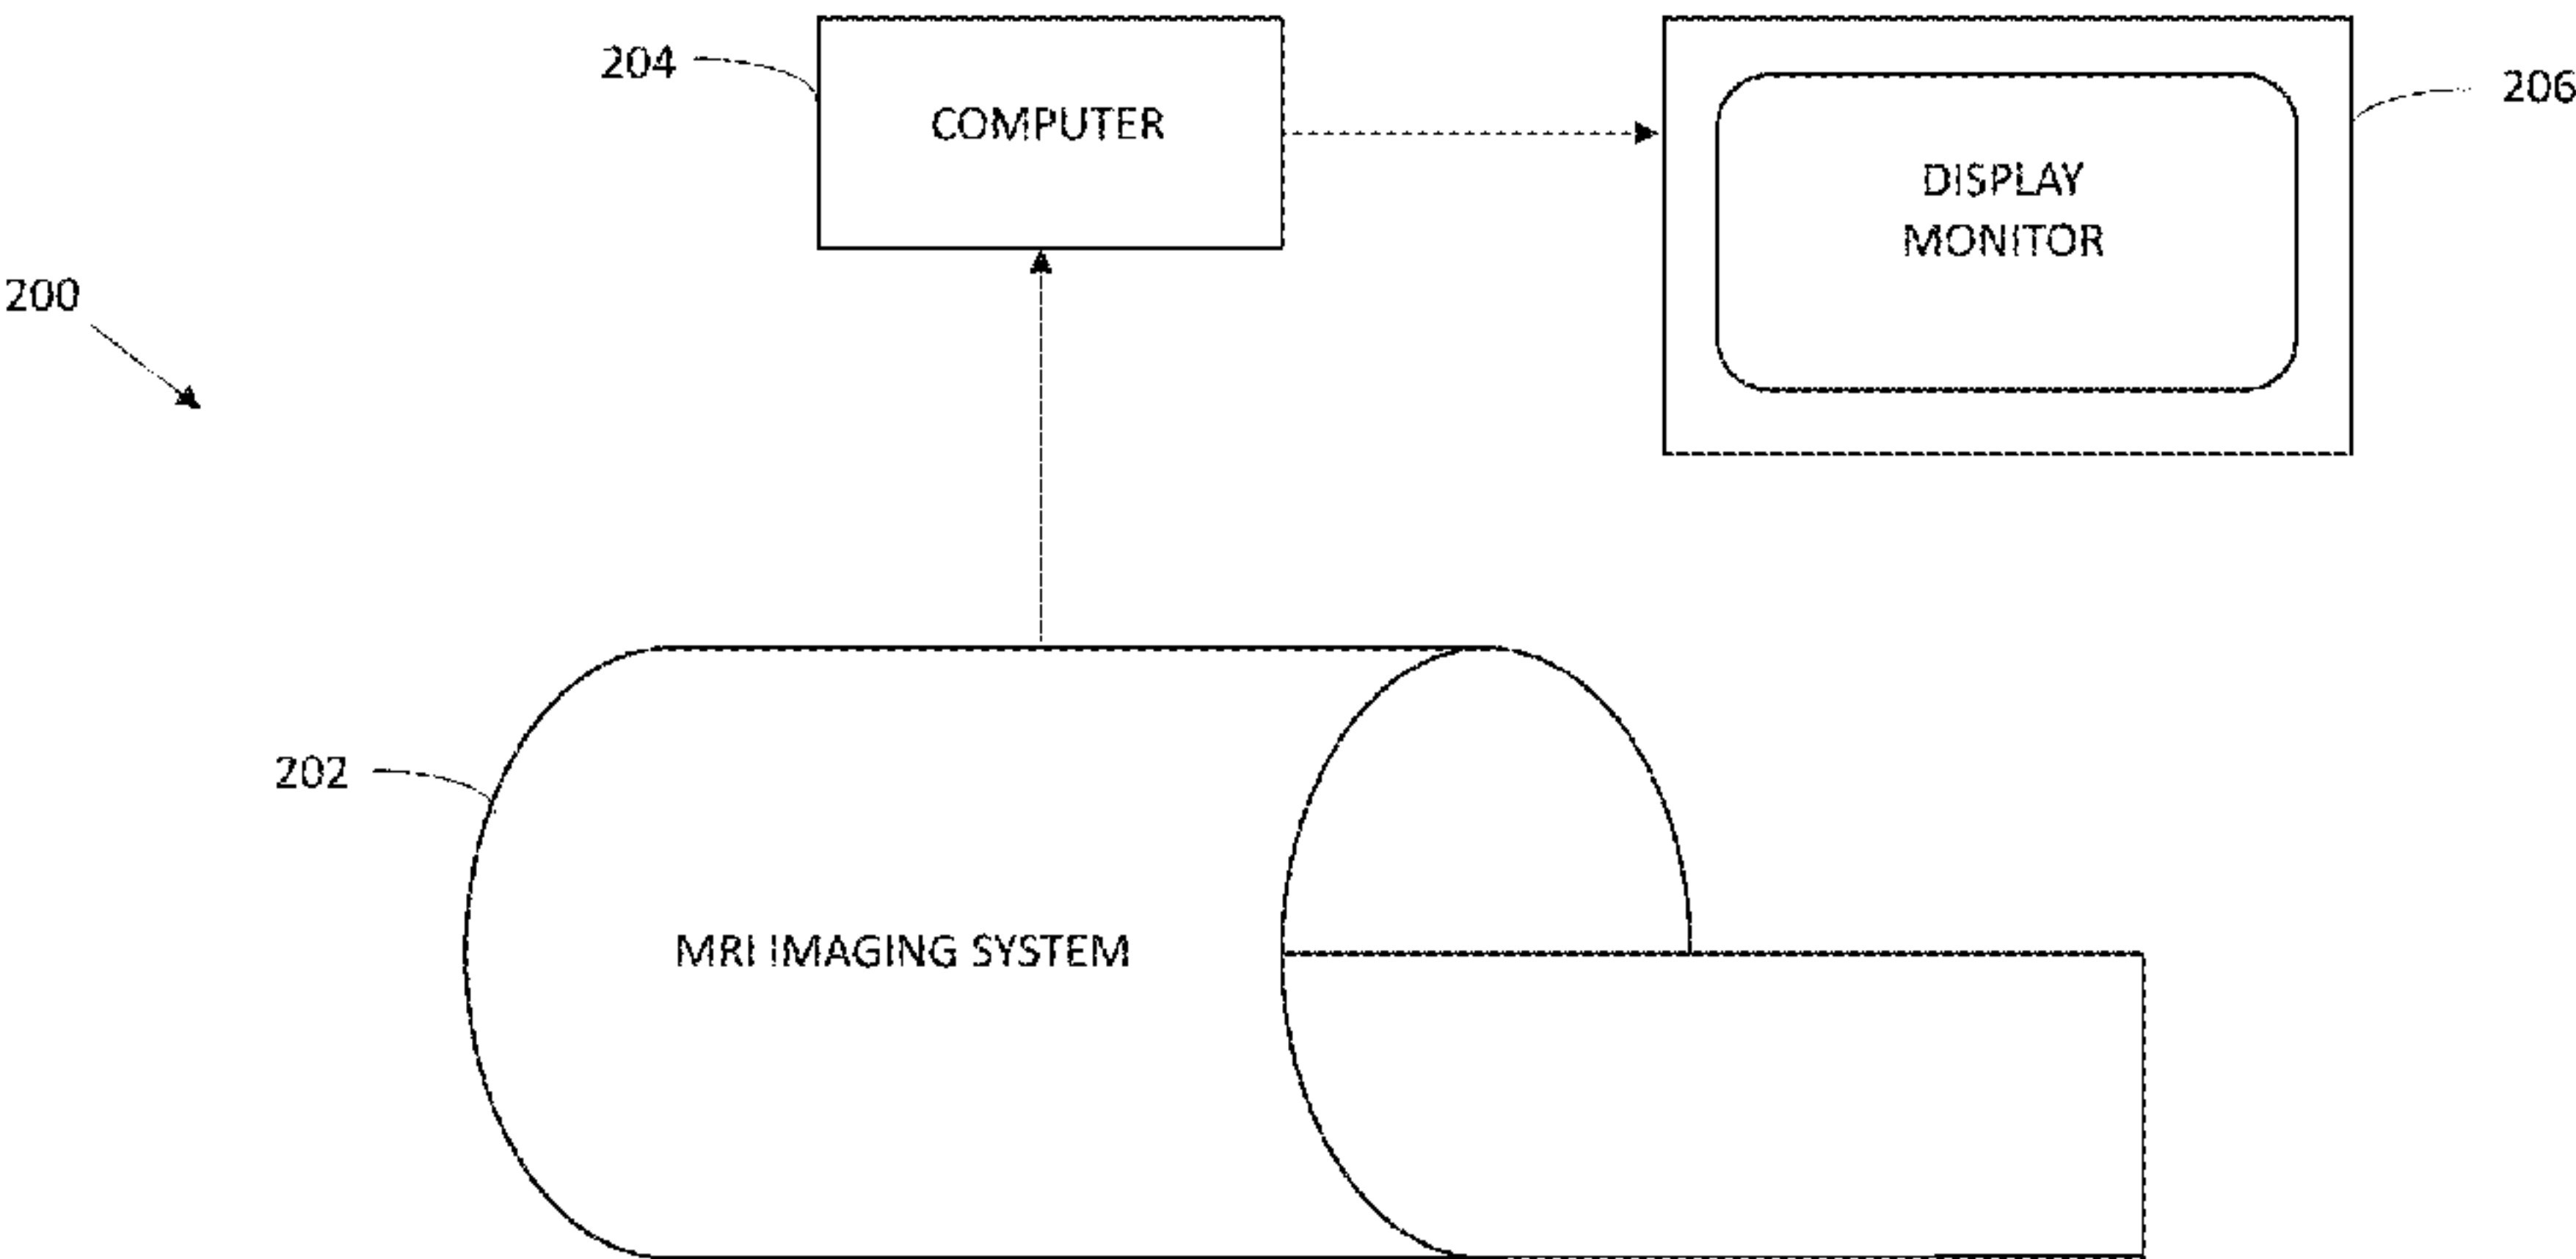 204
COMPUTER
206
DISPLAY
MONITOR
200
202
MRI IMAGING SYSTEM